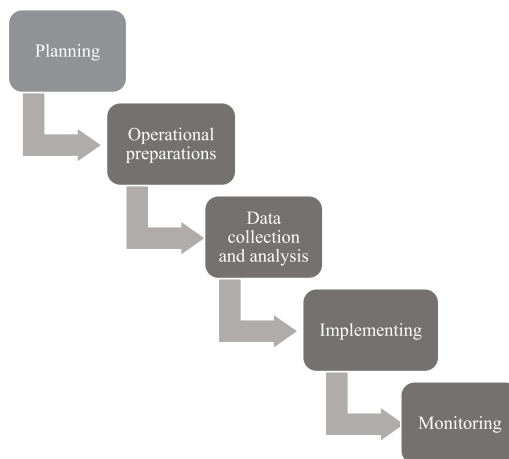 Planning
Operational
preparations
Data
collection
and analysis
Implementing
Monitoring